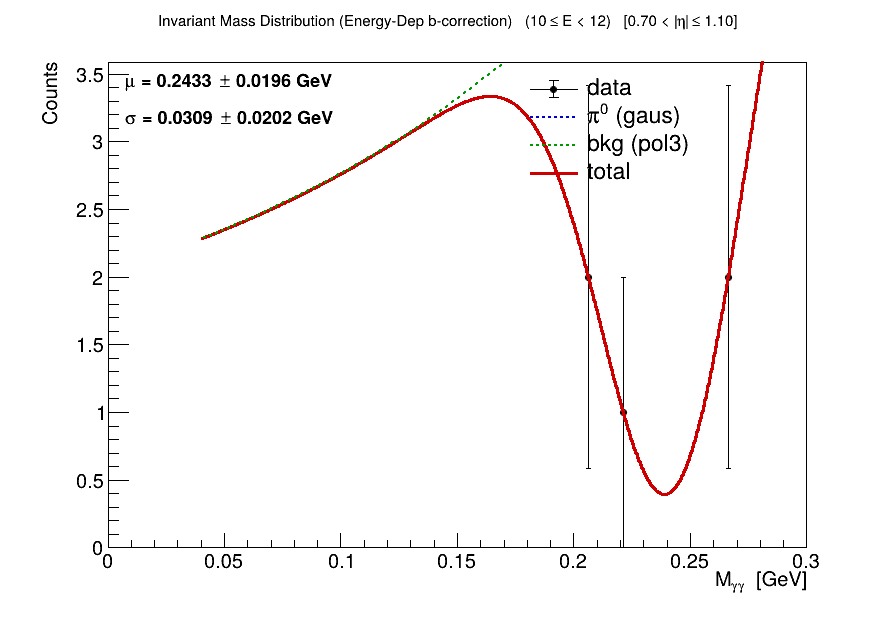 Invariant Mass Distribution (Energy-Dep b-correction) (10 ≤ E < 12) [0.70 < |η| ≤ 1.10]
Counts
μ = 0.2433 ± 0.0196 GeV
σ = 0.0309 ± 0.0202 GeV
data
π⁰ (gaus)
bkg (pol3)
total
3.5
3
2.5
2
1.5
1
0.5
0
0 0.05 0.1 0.15 0.2 0.25 0.3
M_γγ [GeV]